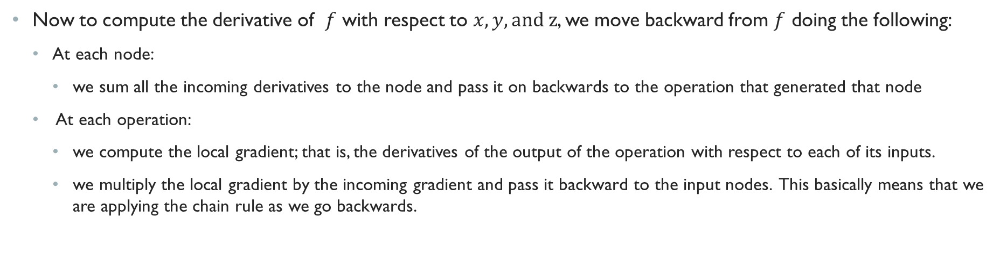 • Now to compute the derivative of f with respect to x, y, and z, we move backward from f doing the following:
• At each node:
• we sum all the incoming derivatives to the node and pass it on backwards to the operation that generated that node
• At each operation:
• we compute the local gradient; that is, the derivatives of the output of the operation with respect to each of its inputs.
• we multiply the local gradient by the incoming gradient and pass it backward to the input nodes. This basically means that we
are applying the chain rule as we go backwards.